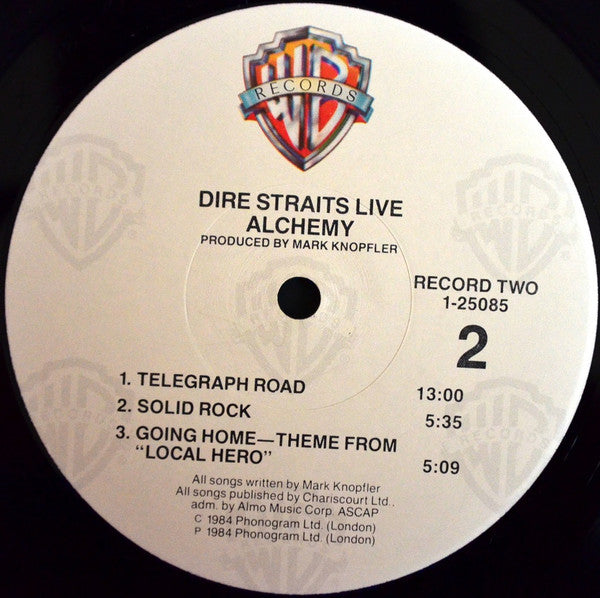 WB
RECORDS
DIRE STRAITS LIVE
ALCHEMY
PRODUCED BY MARK KNOPFLER
RECORD TWO
1-25085
2
1. TELEGRAPH ROAD 13:00
2. SOLID ROCK 5:35
3. GOING HOME—THEME FROM
“LOCAL HERO” 5:09
All songs written by Mark Knopfler
All songs published by Chariscourt Ltd.,
adm. by Almo Music Corp. ASCAP
C 1984 Phonogram Ltd. (London)
P 1984 Phonogram Ltd. (London)